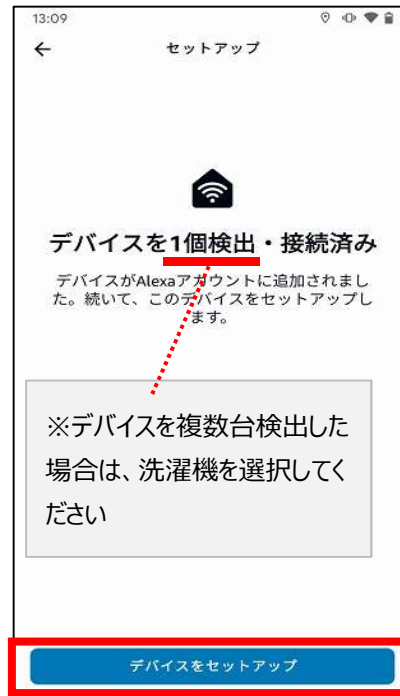 13:09
セットアップ
デバイスを1個検出・接続済み
デバイスがAlexaアカウントに追加されまし
た。続いて、このデバイスをセットアップし
ます。
※デバイスを複数台検出した
場合は、洗濯機を選択してく
ださい
デバイスをセットアップ